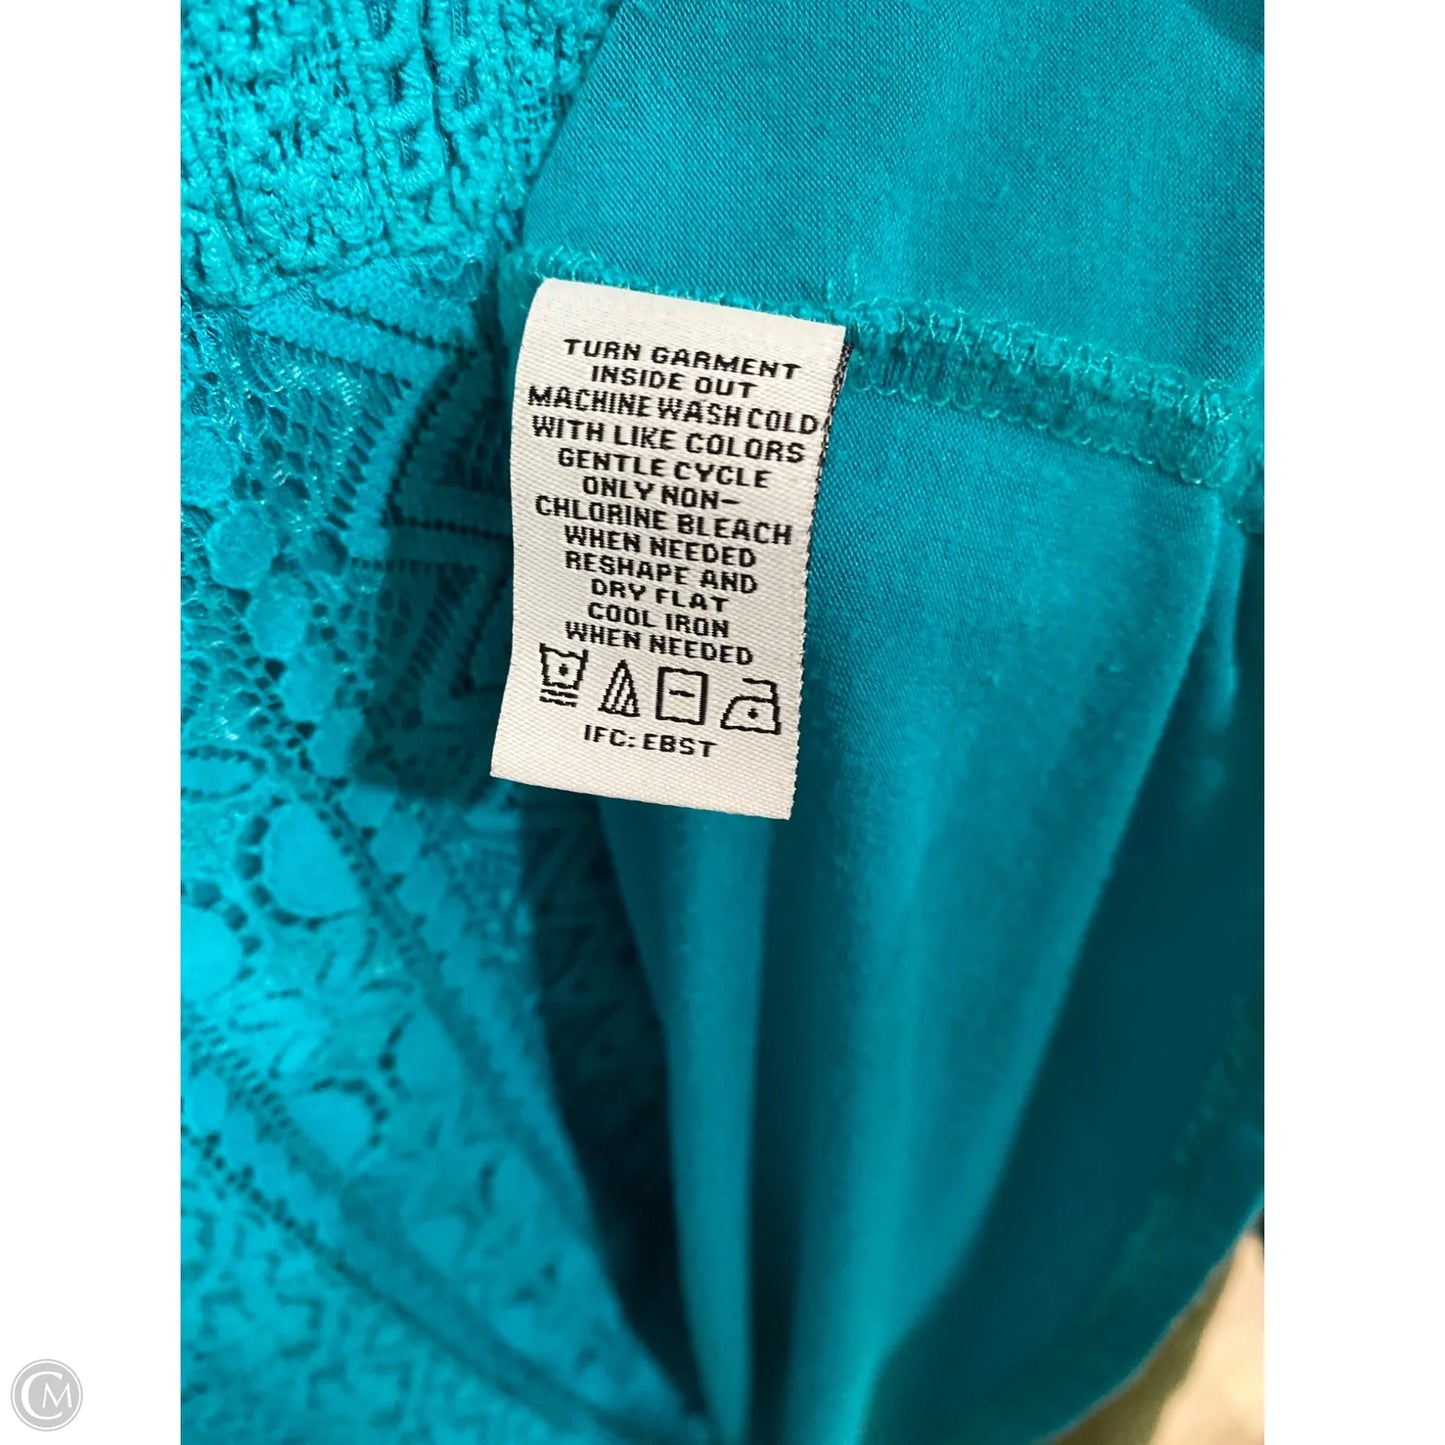 TURN GARMENT
INSIDE OUT
MACHINE WASH COLD
WITH LIKE COLORS
GENTLE CYCLE
ONLY NON-
CHLORINE BLEACH
WHEN NEEDED
RESHAPE AND
DRY FLAT
COOL IRON
WHEN NEEDED
IFC: EBST
CM